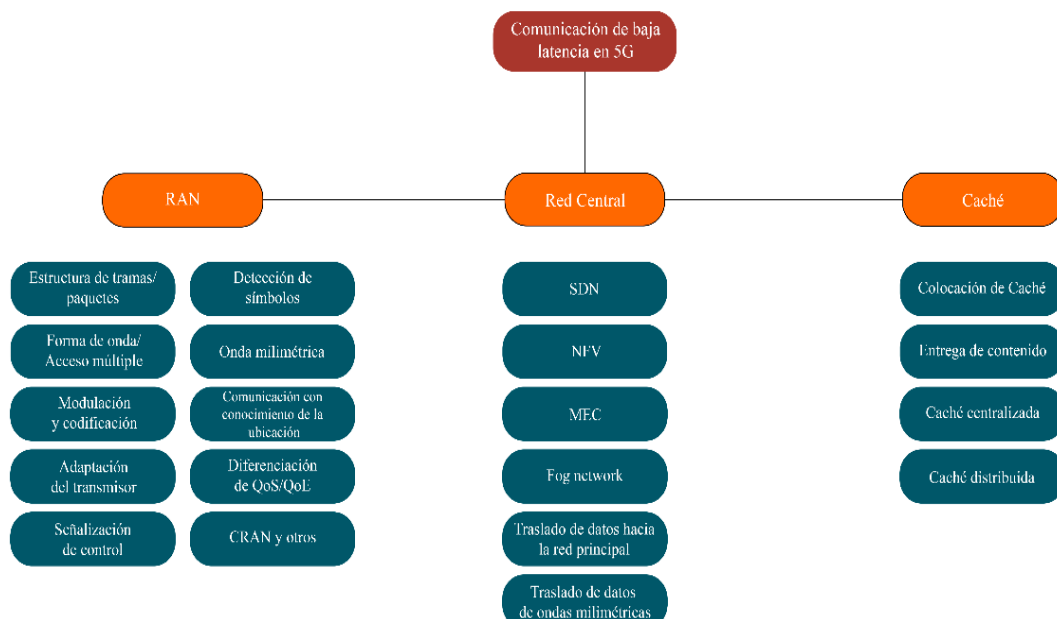 Comunicación de baja
latencia en 5G
RAN
Red Central
Caché
Estructura de tramas/
paquetes
Forma de onda/
Acceso múltiple
Modulación
y codificación
Adaptación
del transmisor
Señalización
de control
Detección de
símbolos
Onda milimétrica
Comunicación con
conocimiento de la
ubicación
Diferenciación
de QoS/QoE
CRAN y otros
SDN
NFV
MEC
Fog network
Traslado de datos hacia
la red principal
Traslado de datos
de ondas milimétricas
Colocación de Caché
Entrega de contenido
Caché centralizada
Caché distribuida